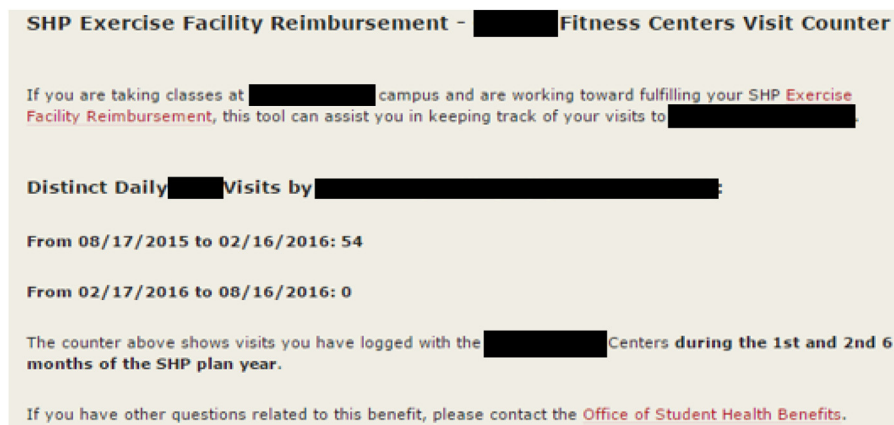 SHP Exercise Facility Reimbursement - Fitness Centers Visit Counter
If you are taking classes at campus and are working toward fulfilling your SHP Exercise
Facility Reimbursement, this tool can assist you in keeping track of your visits to .
Distinct Daily Visits by :
From 08/17/2015 to 02/16/2016: 54
From 02/17/2016 to 08/16/2016: 0
The counter above shows visits you have logged with the Centers during the 1st and 2nd 6
months of the SHP plan year.
If you have other questions related to this benefit, please contact the Office of Student Health Benefits.